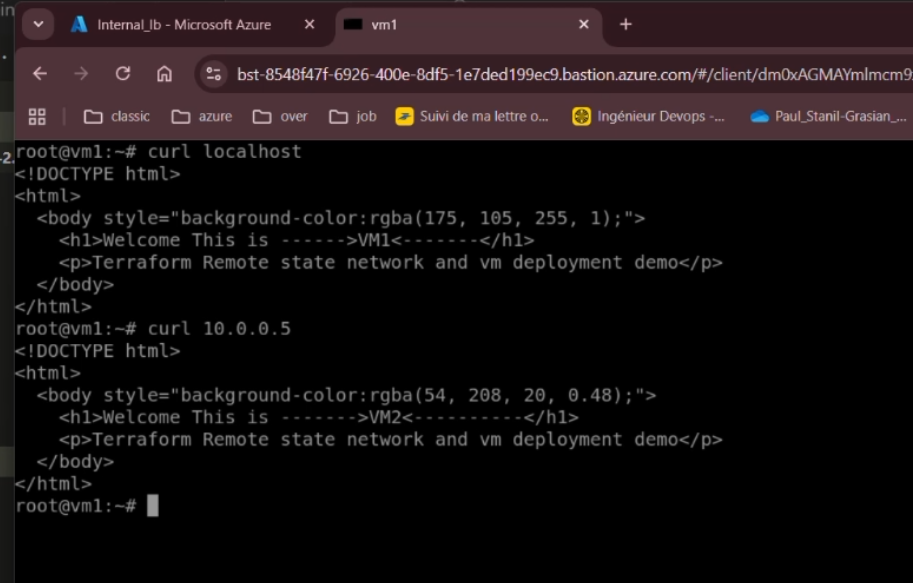 Internal_lb - Microsoft Azure
vm1
bst-8548f47f-6926-400e-8df5-1e7ded199ec9.bastion.azure.com/#/client/dm0xAGMAYmlmcm9
classic
azure
over
job
Suivi de ma lettre o...
Ingénieur Devops -...
Paul_Stanil-Grasian_...
root@vm1:~# curl localhost
<!DOCTYPE html>
<html>
  <body style="background-color:rgba(175, 105, 255, 1);">
    <h1>Welcome This is ------>VM1<-------</h1>
    <p>Terraform Remote state network and vm deployment demo</p>
  </body>
</html>
root@vm1:~# curl 10.0.0.5
<!DOCTYPE html>
<html>
  <body style="background-color:rgba(54, 208, 20, 0.48);">
    <h1>Welcome This is ------->VM2<----------</h1>
    <p>Terraform Remote state network and vm deployment demo</p>
  </body>
</html>
root@vm1:~#